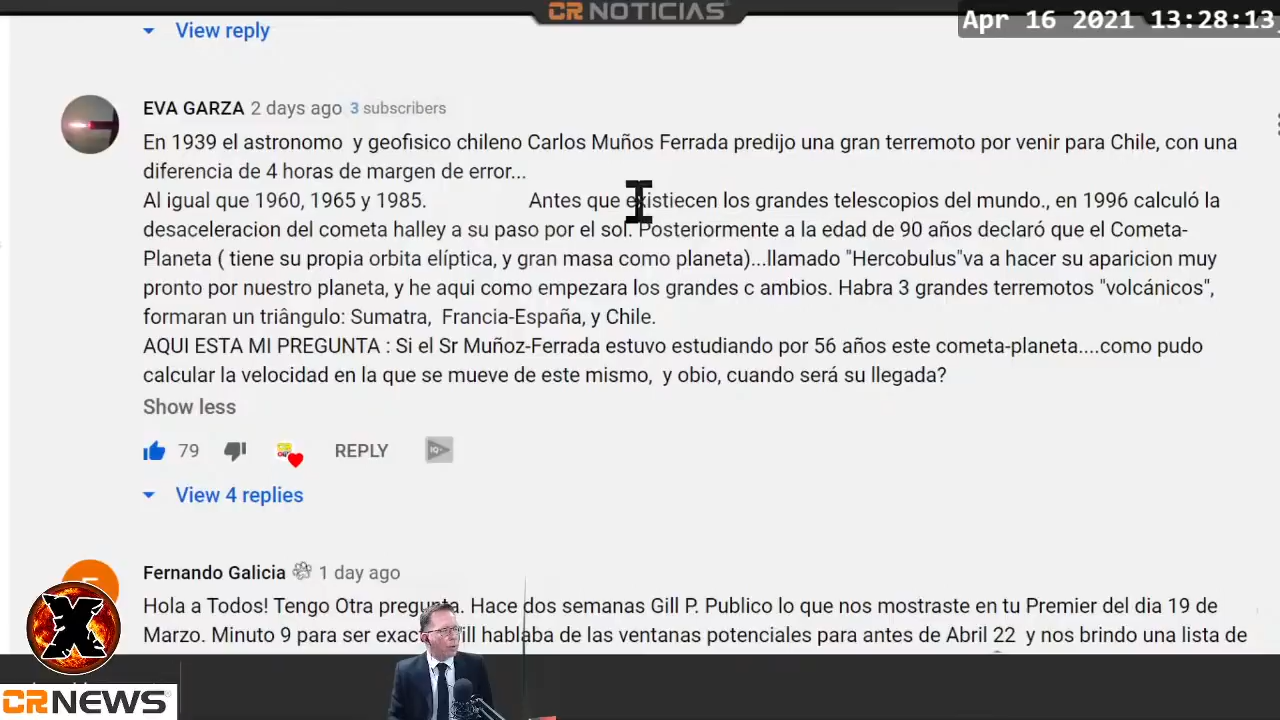 CR NOTICIAS
Apr 16 2021 13:28:13
View reply
EVA GARZA 2 days ago 3 subscribers
En 1939 el astronomo y geofisico chileno Carlos Muños Ferrada predijo una gran terremoto por venir para Chile, con una
diferencia de 4 horas de margen de error...
Al igual que 1960, 1965 y 1985. Antes que existiecen los grandes telescopios del mundo., en 1996 calculó la
desaceleracion del cometa halley a su paso por el sol. Posteriormente a la edad de 90 años declaró que el Cometa-
Planeta ( tiene su propia orbita elíptica, y gran masa como planeta)...llamado "Hercobulus"va a hacer su aparicion muy
pronto por nuestro planeta, y he aqui como empezara los grandes c ambios. Habra 3 grandes terremotos "volcánicos",
formaran un triângulo: Sumatra, Francia-España, y Chile.
AQUI ESTA MI PREGUNTA : Si el Sr Muñoz-Ferrada estuvo estudiando por 56 años este cometa-planeta....como pudo
calcular la velocidad en la que se mueve de este mismo, y obio, cuando será su llegada?
Show less
79 REPLY
View 4 replies
Fernando Galicia 1 day ago
Hola a Todos! Tengo Otra pregunta. Hace dos semanas Gill P. Publico lo que nos mostraste en tu Premier del dia 19 de
Marzo. Minuto 9 para ser hablaba de las ventanas potenciales para antes de Abril 22 y nos brindo una lista de
X
CRNEWS